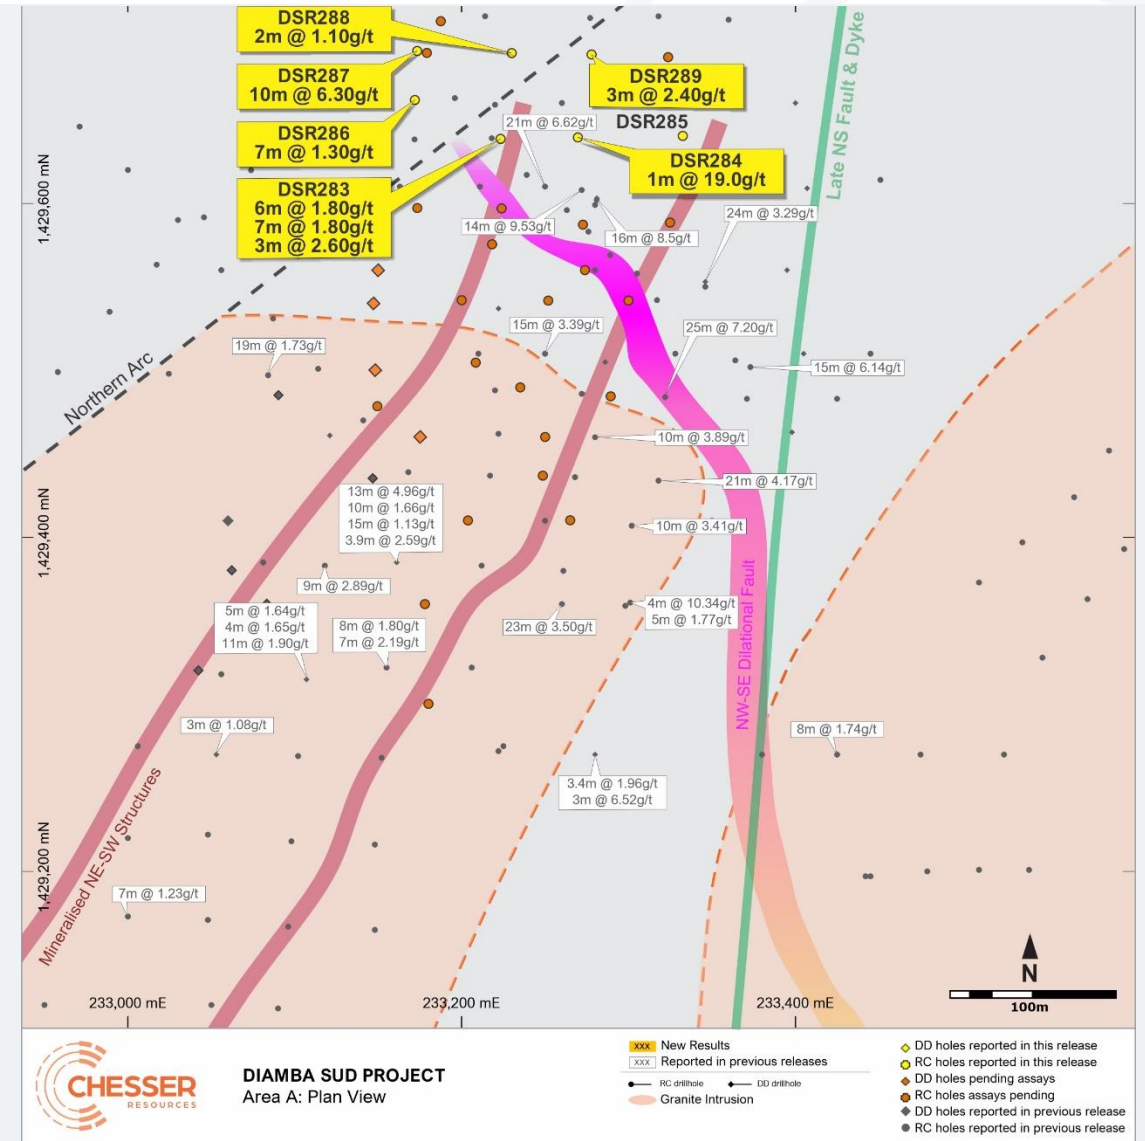 DSR288
2m @ 1.10g/t
DSR287
10m @ 6.30g/t
DSR289
3m @ 2.40g/t
DSR286
7m @ 1.30g/t
21m @ 6.62g/t
DSR285
DSR284
1m @ 19.0g/t
DSR283
6m @ 1.80g/t
7m @ 1.80g/t
3m @ 2.60g/t
Late NS Fault & Dyke
1,429,600 mN
14m @ 9.53g/t
16m @ 8.5g/t
24m @ 3.29g/t
15m @ 3.39g/t
25m @ 7.20g/t
19m @ 1.73g/t
15m @ 6.14g/t
Northern Arc
10m @ 3.89g/t
21m @ 4.17g/t
13m @ 4.96g/t
10m @ 1.66g/t
15m @ 1.13g/t
3.9m @ 2.59g/t
10m @ 3.41g/t
1,429,400 mN
9m @ 2.89g/t
5m @ 1.64g/t
4m @ 1.65g/t
11m @ 1.90g/t
8m @ 1.80g/t
7m @ 2.19g/t
23m @ 3.50g/t
4m @ 10.34g/t
5m @ 1.77g/t
NW-SE Dilational Fault
3m @ 1.08g/t
8m @ 1.74g/t
3.4m @ 1.96g/t
3m @ 6.52g/t
Mineralised NE-SW Structures
1,429,200 mN
7m @ 1.23g/t
N
100m
233,000 mE
233,200 mE
233,400 mE
CHESSER
RESOURCES
DIAMBA SUD PROJECT
Area A: Plan View
xxx New Results
xxx Reported in previous releases
RC drillhole
DD drillhole
Granite Intrusion
DD holes reported in this release
RC holes reported in this release
DD holes pending assays
RC holes assays pending
DD holes reported in previous release
RC holes reported in previous release